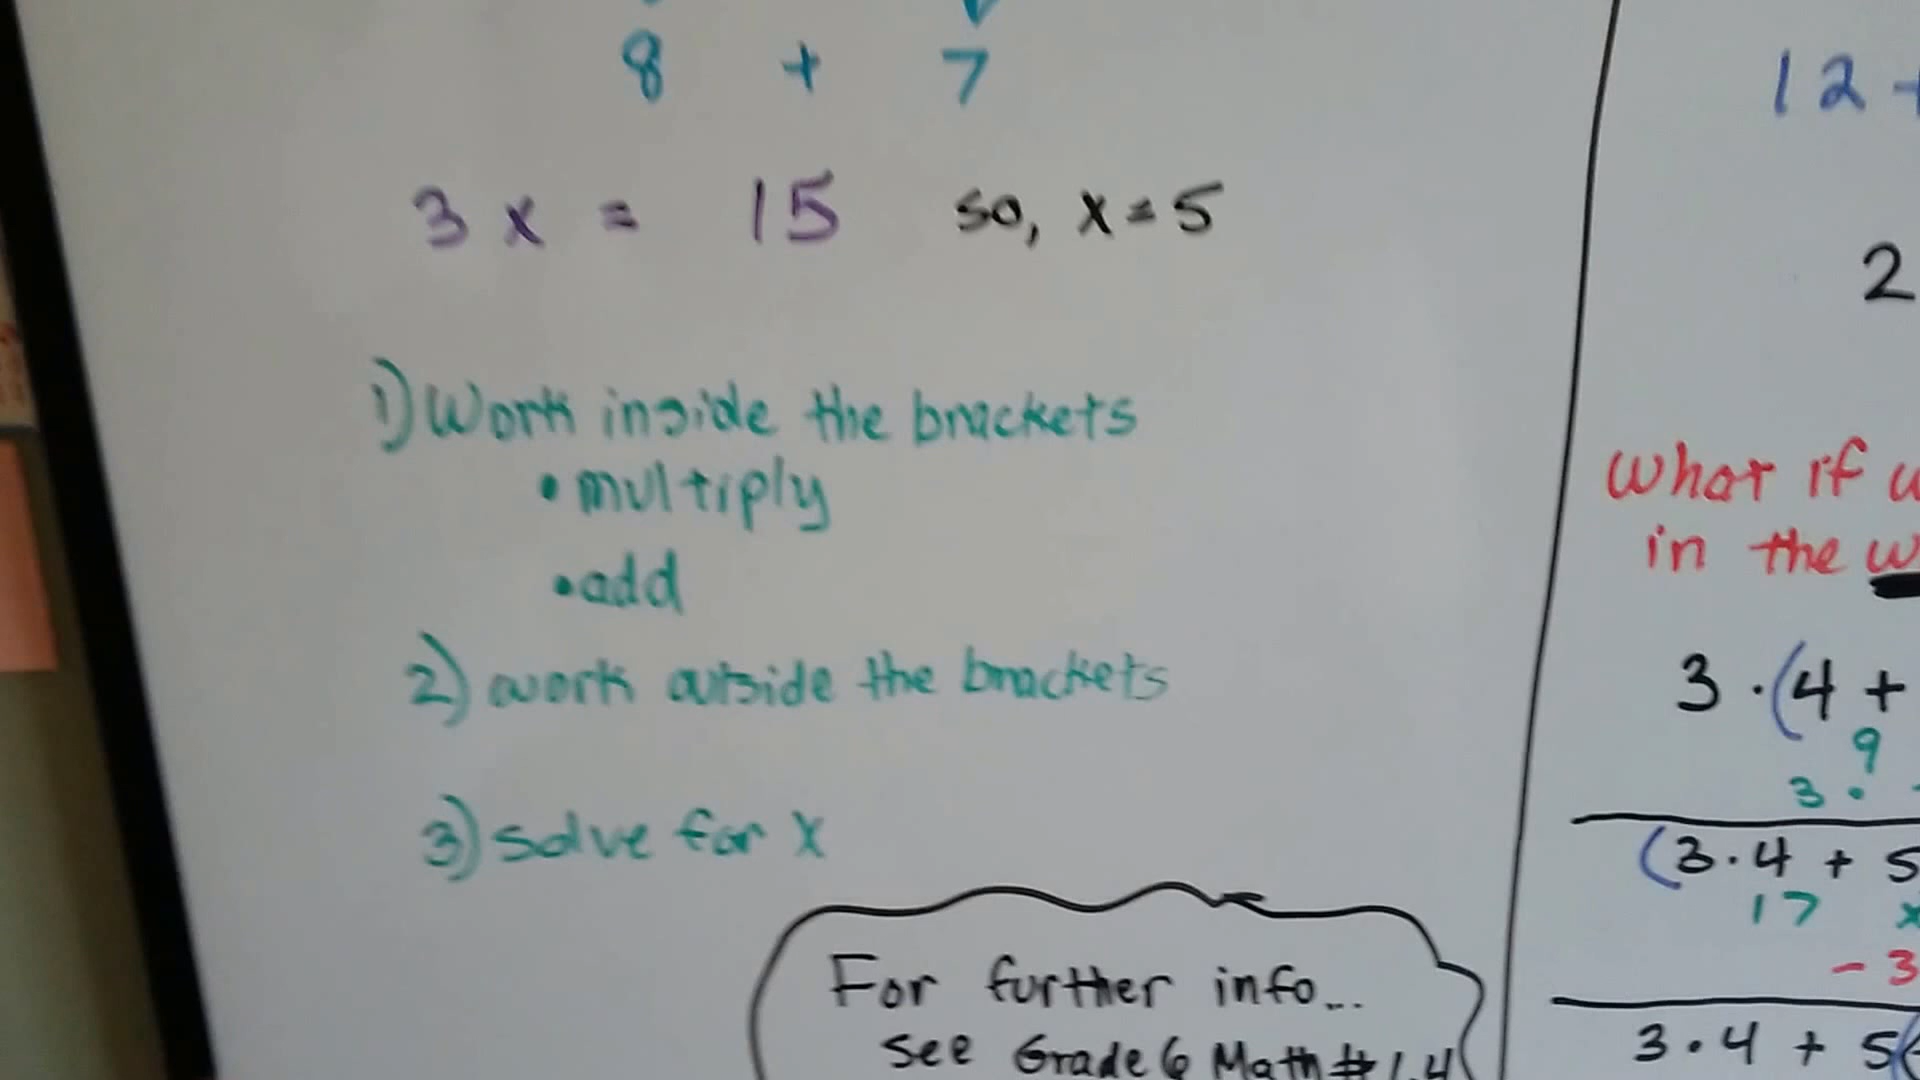 8 + 7
3x = 15 so, x=5
1) Work inside the brackets
• multiply
• add
2) work outside the brackets
3) solve for x
For further info...
see Grade 6 Math # 1.4
12
2
What if
in the
3 · (4 +
9
3 ·
(3 · 4 + 5
17 x
- 3
3 · 4 + 5(